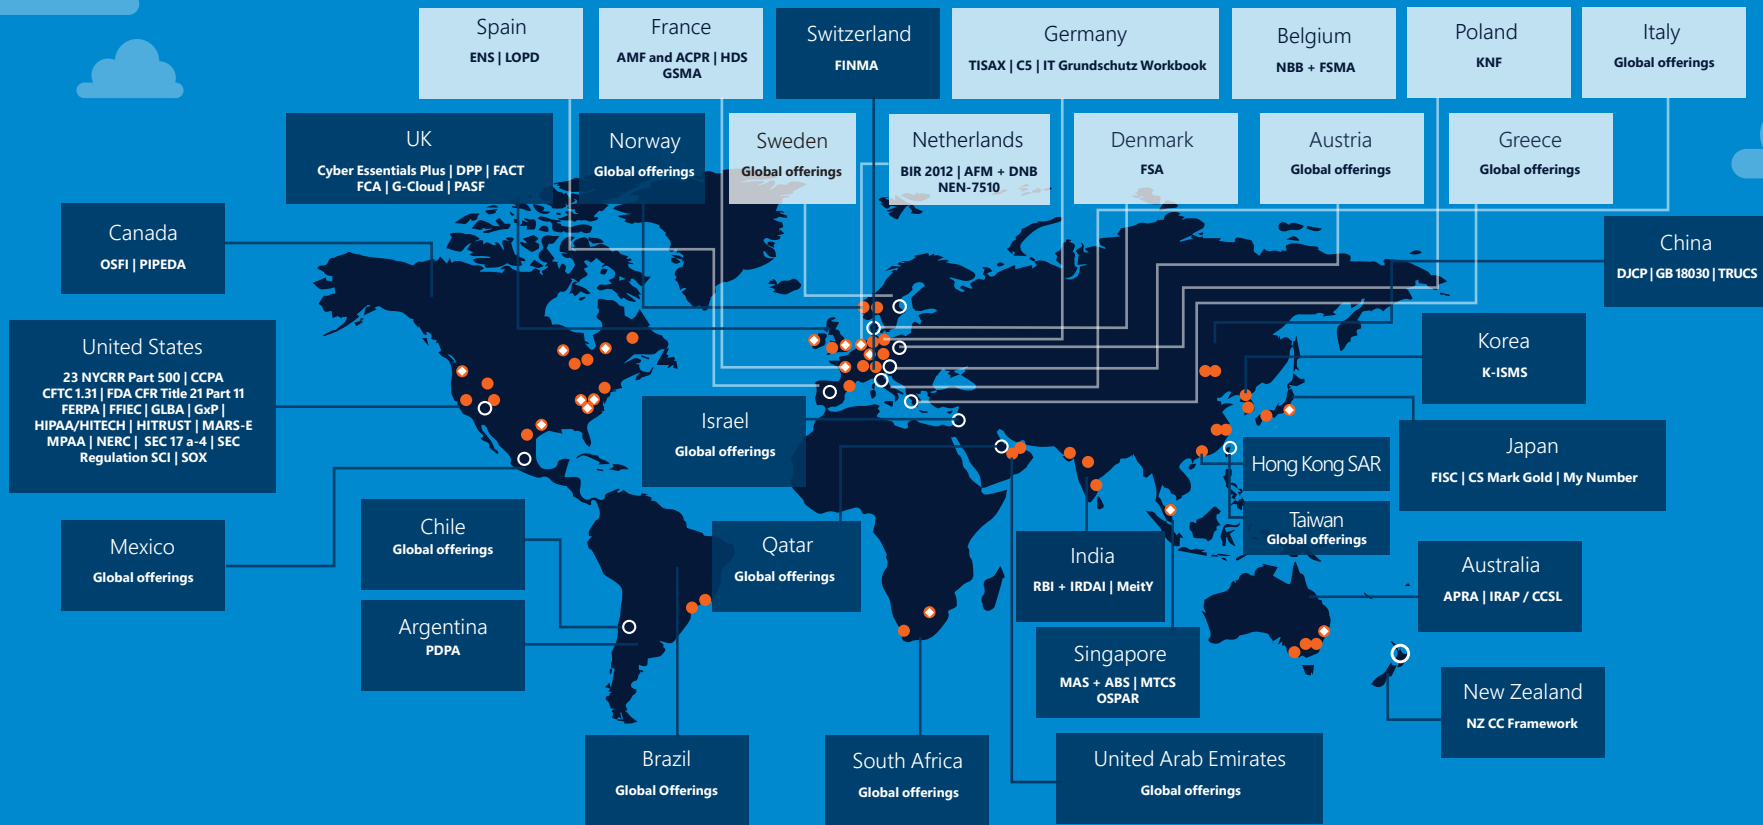 Spain
ENS | LOPD
France
AMF and ACPR | HDS
GSMA
Switzerland
FINMA
Germany
TISAX | C5 | IT Grundschutz Workbook
Belgium
NBB + FSMA
Poland
KNF
Italy
Global offerings
UK
Cyber Essentials Plus | DPP | FACT
FCA | G-Cloud | PASF
Norway
Global offerings
Sweden
Global offerings
Netherlands
BIR 2012 | AFM + DNB
NEN-7510
Denmark
FSA
Austria
Global offerings
Greece
Global offerings
Canada
OSFI | PIPEDA
China
DJCP | GB 18030 | TRUCS
United States
23 NYCRR Part 500 | CCPA
CFTC 1.31 | FDA CFR Title 21 Part 11
FERPA | FFIEC | GLBA | GxP |
HIPAA/HITECH | HITRUST | MARS-E
MPAA | NERC | SEC 17 a-4 | SEC
Regulation SCI | SOX
Korea
K-ISMS
Israel
Global offerings
Hong Kong SAR
Japan
FISC | CS Mark Gold | My Number
Mexico
Global offerings
Chile
Global offerings
Qatar
Global offerings
India
RBI + IRDAI | MeitY
Taiwan
Global offerings
Australia
APRA | IRAP / CCSL
Argentina
PDPA
Singapore
MAS + ABS | MTCS
OSPAR
New Zealand
NZ CC Framework
Brazil
Global Offerings
South Africa
Global offerings
United Arab Emirates
Global offerings